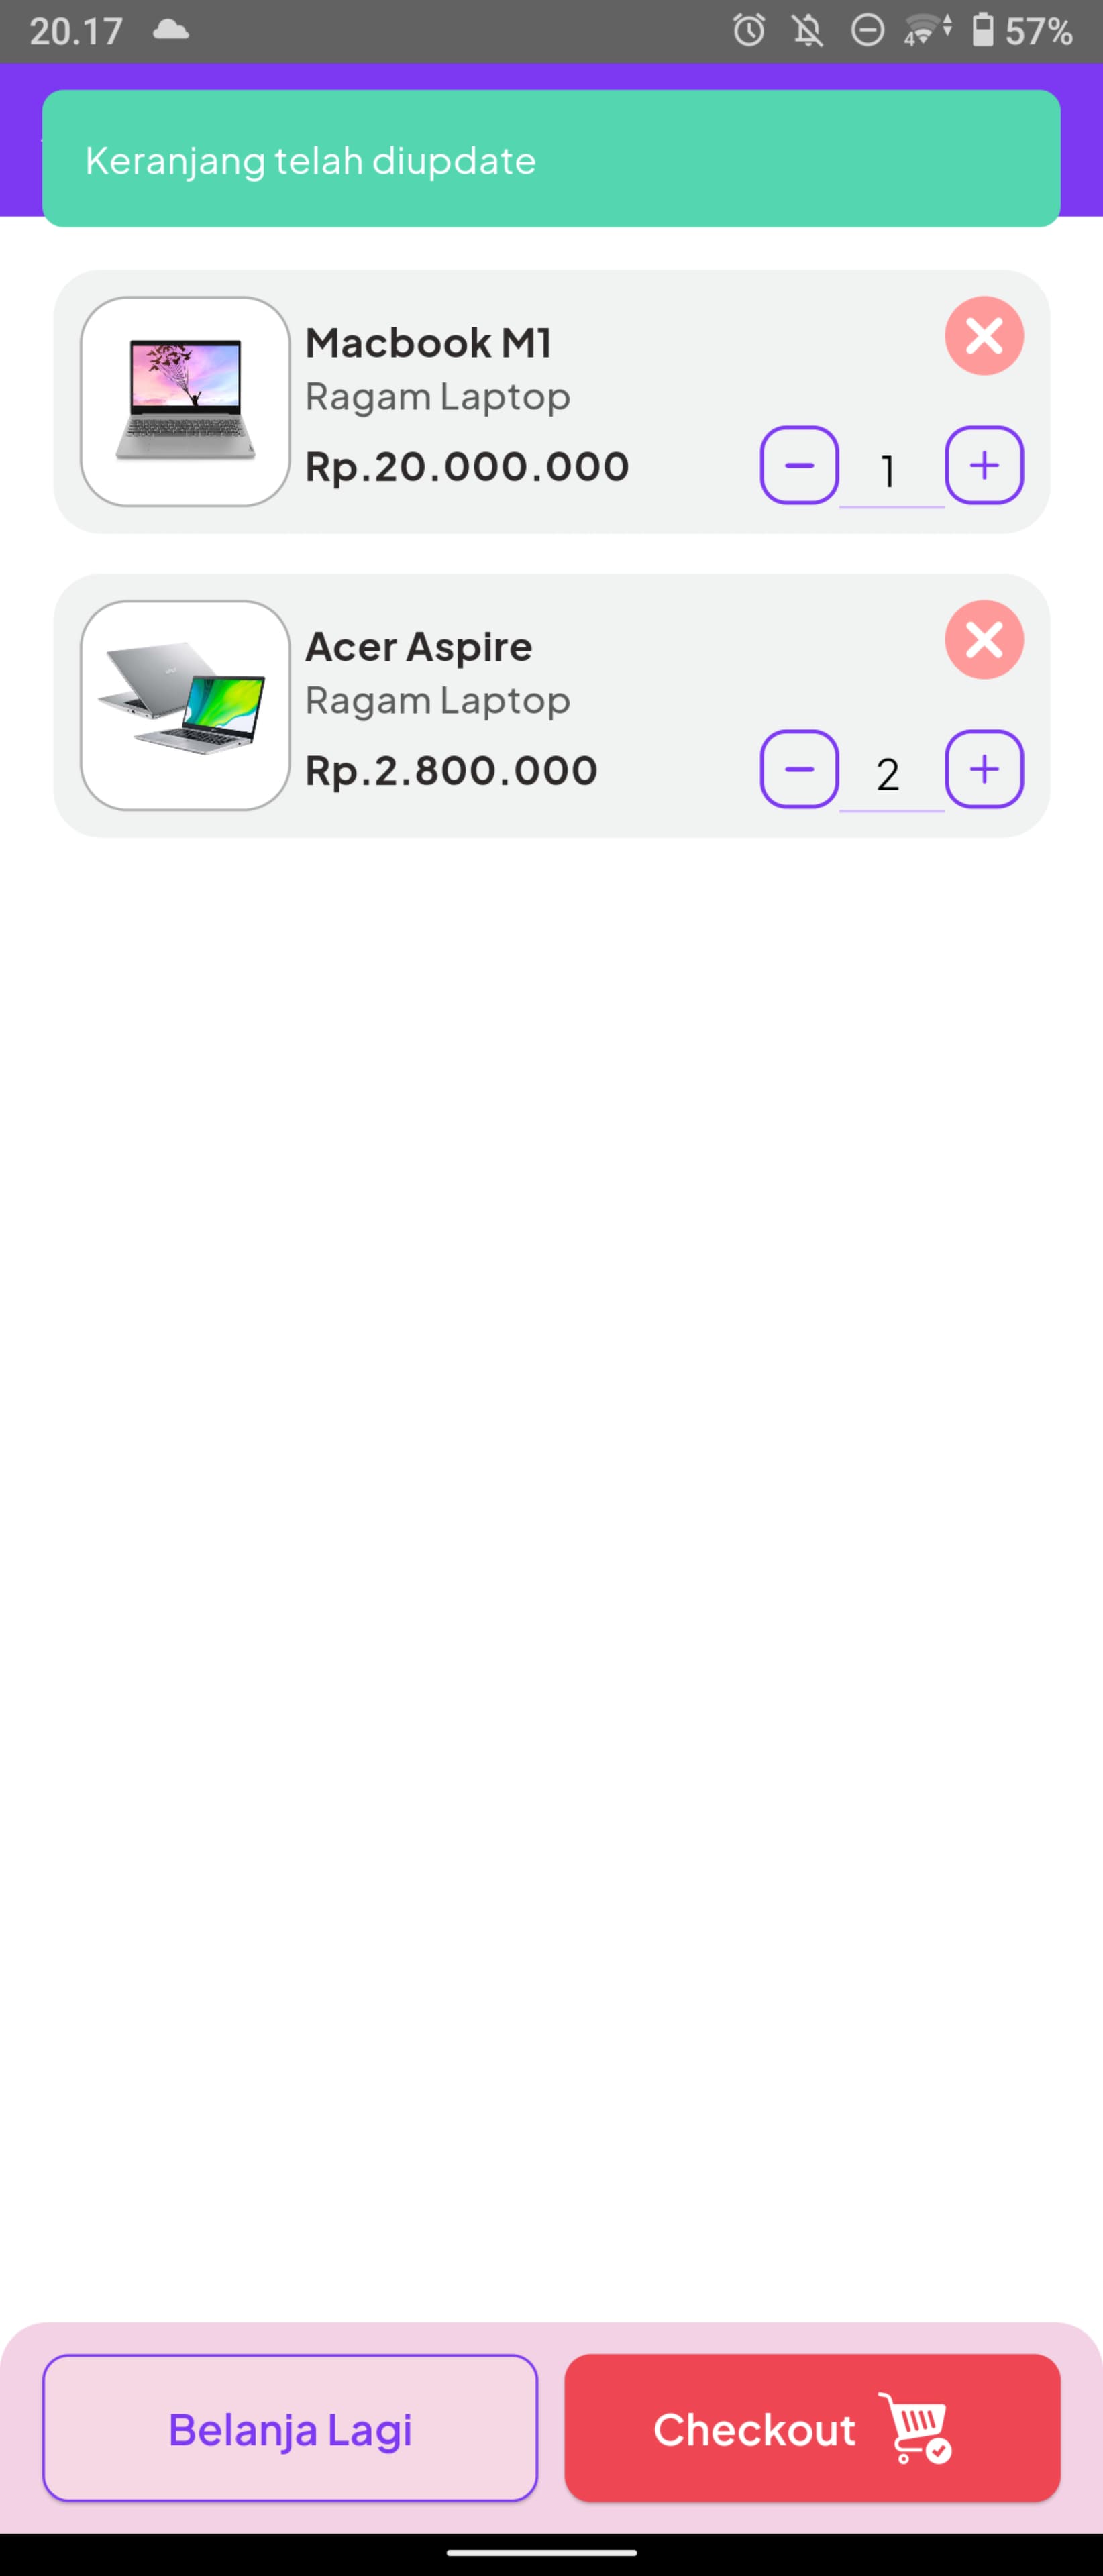 20.17
57%
Keranjang telah diupdate
Macbook M1
Ragam Laptop
Rp.20.000.000
1
Acer Aspire
Ragam Laptop
Rp.2.800.000
2
Belanja Lagi
Checkout